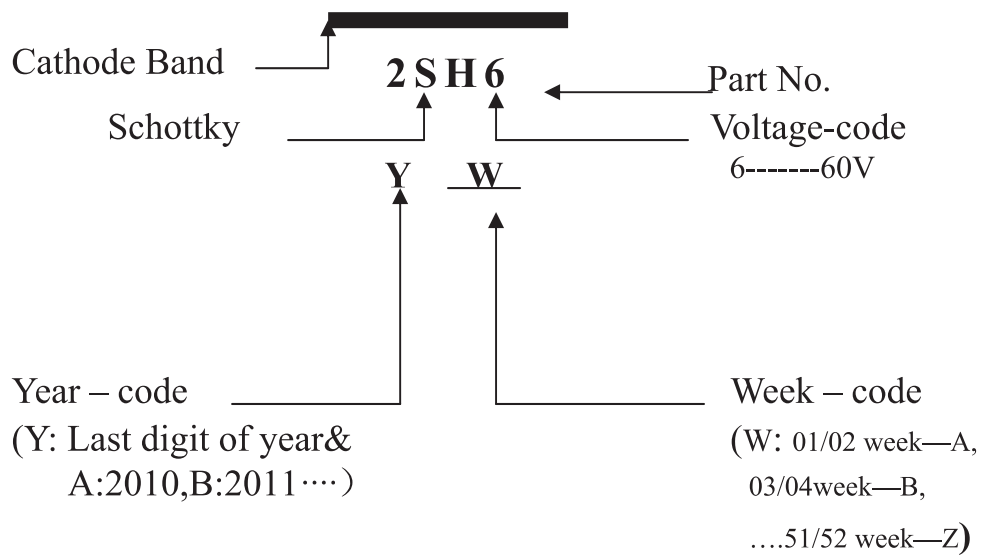 Cathode Band
2 S H 6
Part No.
Schottky
Voltage-code
6-------60V
Y W
Year – code
(Y: Last digit of year&
A:2010,B:2011····)
Week – code
(W: 01/02 week—A,
03/04week—B,
....51/52 week—Z)